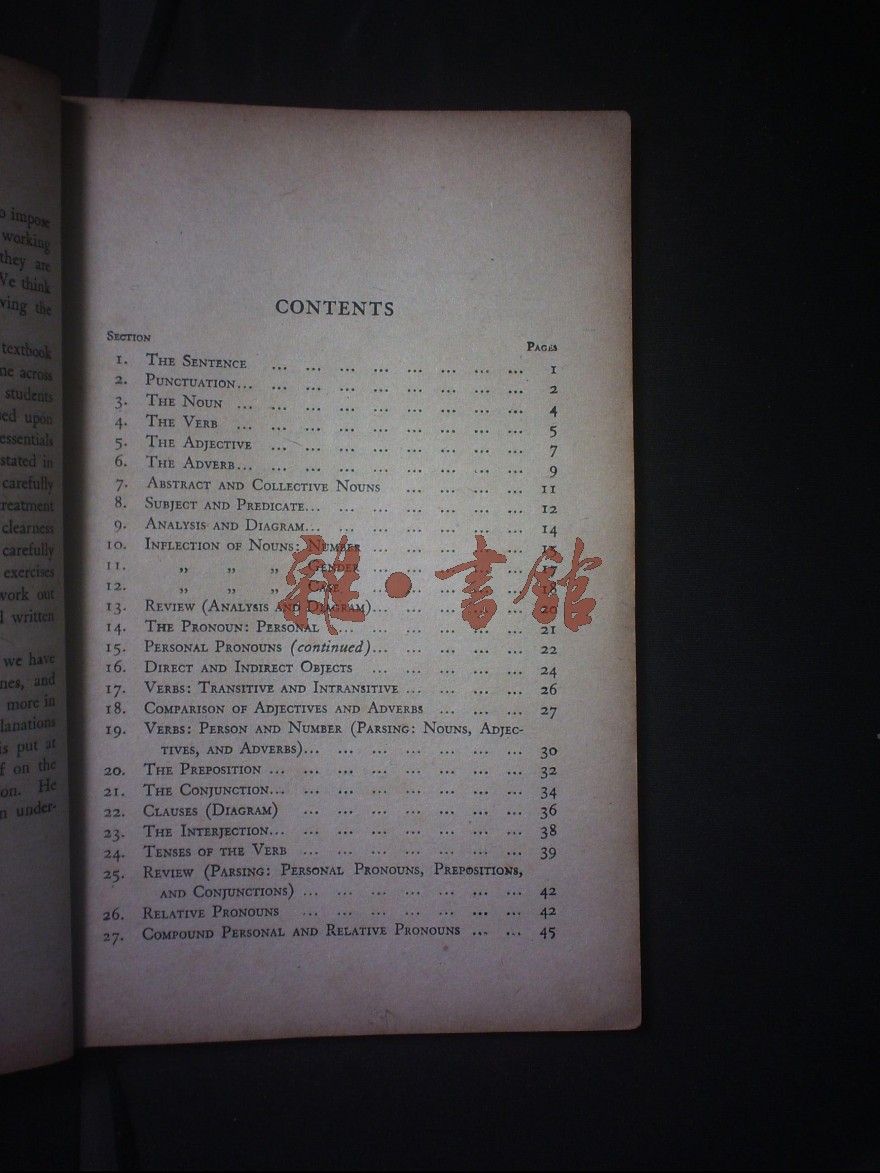 o impose
working
they are
We think
ving the
textbook
ne across
students
ed upon
essentials
stated in
carefully
reatment
clearness
carefully
exercises
work out
l written
we have
nes, and
more in
lanations
is put at
f on the
on. He
n under-
CONTENTS
SECTION PAGES
1. THE SENTENCE ... ... ... ... ... ... ... ... 1
2. PUNCTUATION... ... ... ... ... ... ... ... ... 2
3. THE NOUN ... ... ... ... ... ... ... ... ... 4
4. THE VERB ... ... ... ... ... ... ... ... ... 5
5. THE ADJECTIVE ... ... ... ... ... ... ... ... 7
6. THE ADVERB... ... ... ... ... ... ... ... ... 9
7. ABSTRACT AND COLLECTIVE NOUNS ... ... ... ... 11
8. SUBJECT AND PREDICATE... ... ... ... ... ... ... 12
9. ANALYSIS AND DIAGRAM... ... ... ... ... ... ... 14
10. INFLECTION OF NOUNS: NUMBER ... ... ... ... ... 15
11. „ „ „ GENDER ... ... ... ... ... 17
12. „ „ „ CASE ... ... ... ... ... 18
13. REVIEW (ANALYSIS AND DIAGRAM)... ... ... ... ... 20
14. THE PRONOUN: PERSONAL ... ... ... ... ... ... 21
15. PERSONAL PRONOUNS (continued)... ... ... ... ... 22
16. DIRECT AND INDIRECT OBJECTS ... ... ... ... ... ... 24
17. VERBS: TRANSITIVE AND INTRANSITIVE ... ... ... ... 26
18. COMPARISON OF ADJECTIVES AND ADVERBS ... ... ... 27
19. VERBS: PERSON AND NUMBER (PARSING: NOUNS, ADJEC-
TIVES, AND ADVERBS)... ... ... ... ... ... ... 30
20. THE PREPOSITION ... ... ... ... ... ... ... ... 32
21. THE CONJUNCTION... ... ... ... ... ... ... ... 34
22. CLAUSES (DIAGRAM) ... ... ... ... ... ... ... 36
23. THE INTERJECTION... ... ... ... ... ... ... ... 38
24. TENSES OF THE VERB ... ... ... ... ... ... ... 39
25. REVIEW (PARSING: PERSONAL PRONOUNS, PREPOSITIONS,
AND CONJUNCTIONS) ... ... ... ... ... ... ... 42
26. RELATIVE PRONOUNS ... ... ... ... ... ... ... 42
27. COMPOUND PERSONAL AND RELATIVE PRONOUNS ... ... 45
雜·書館